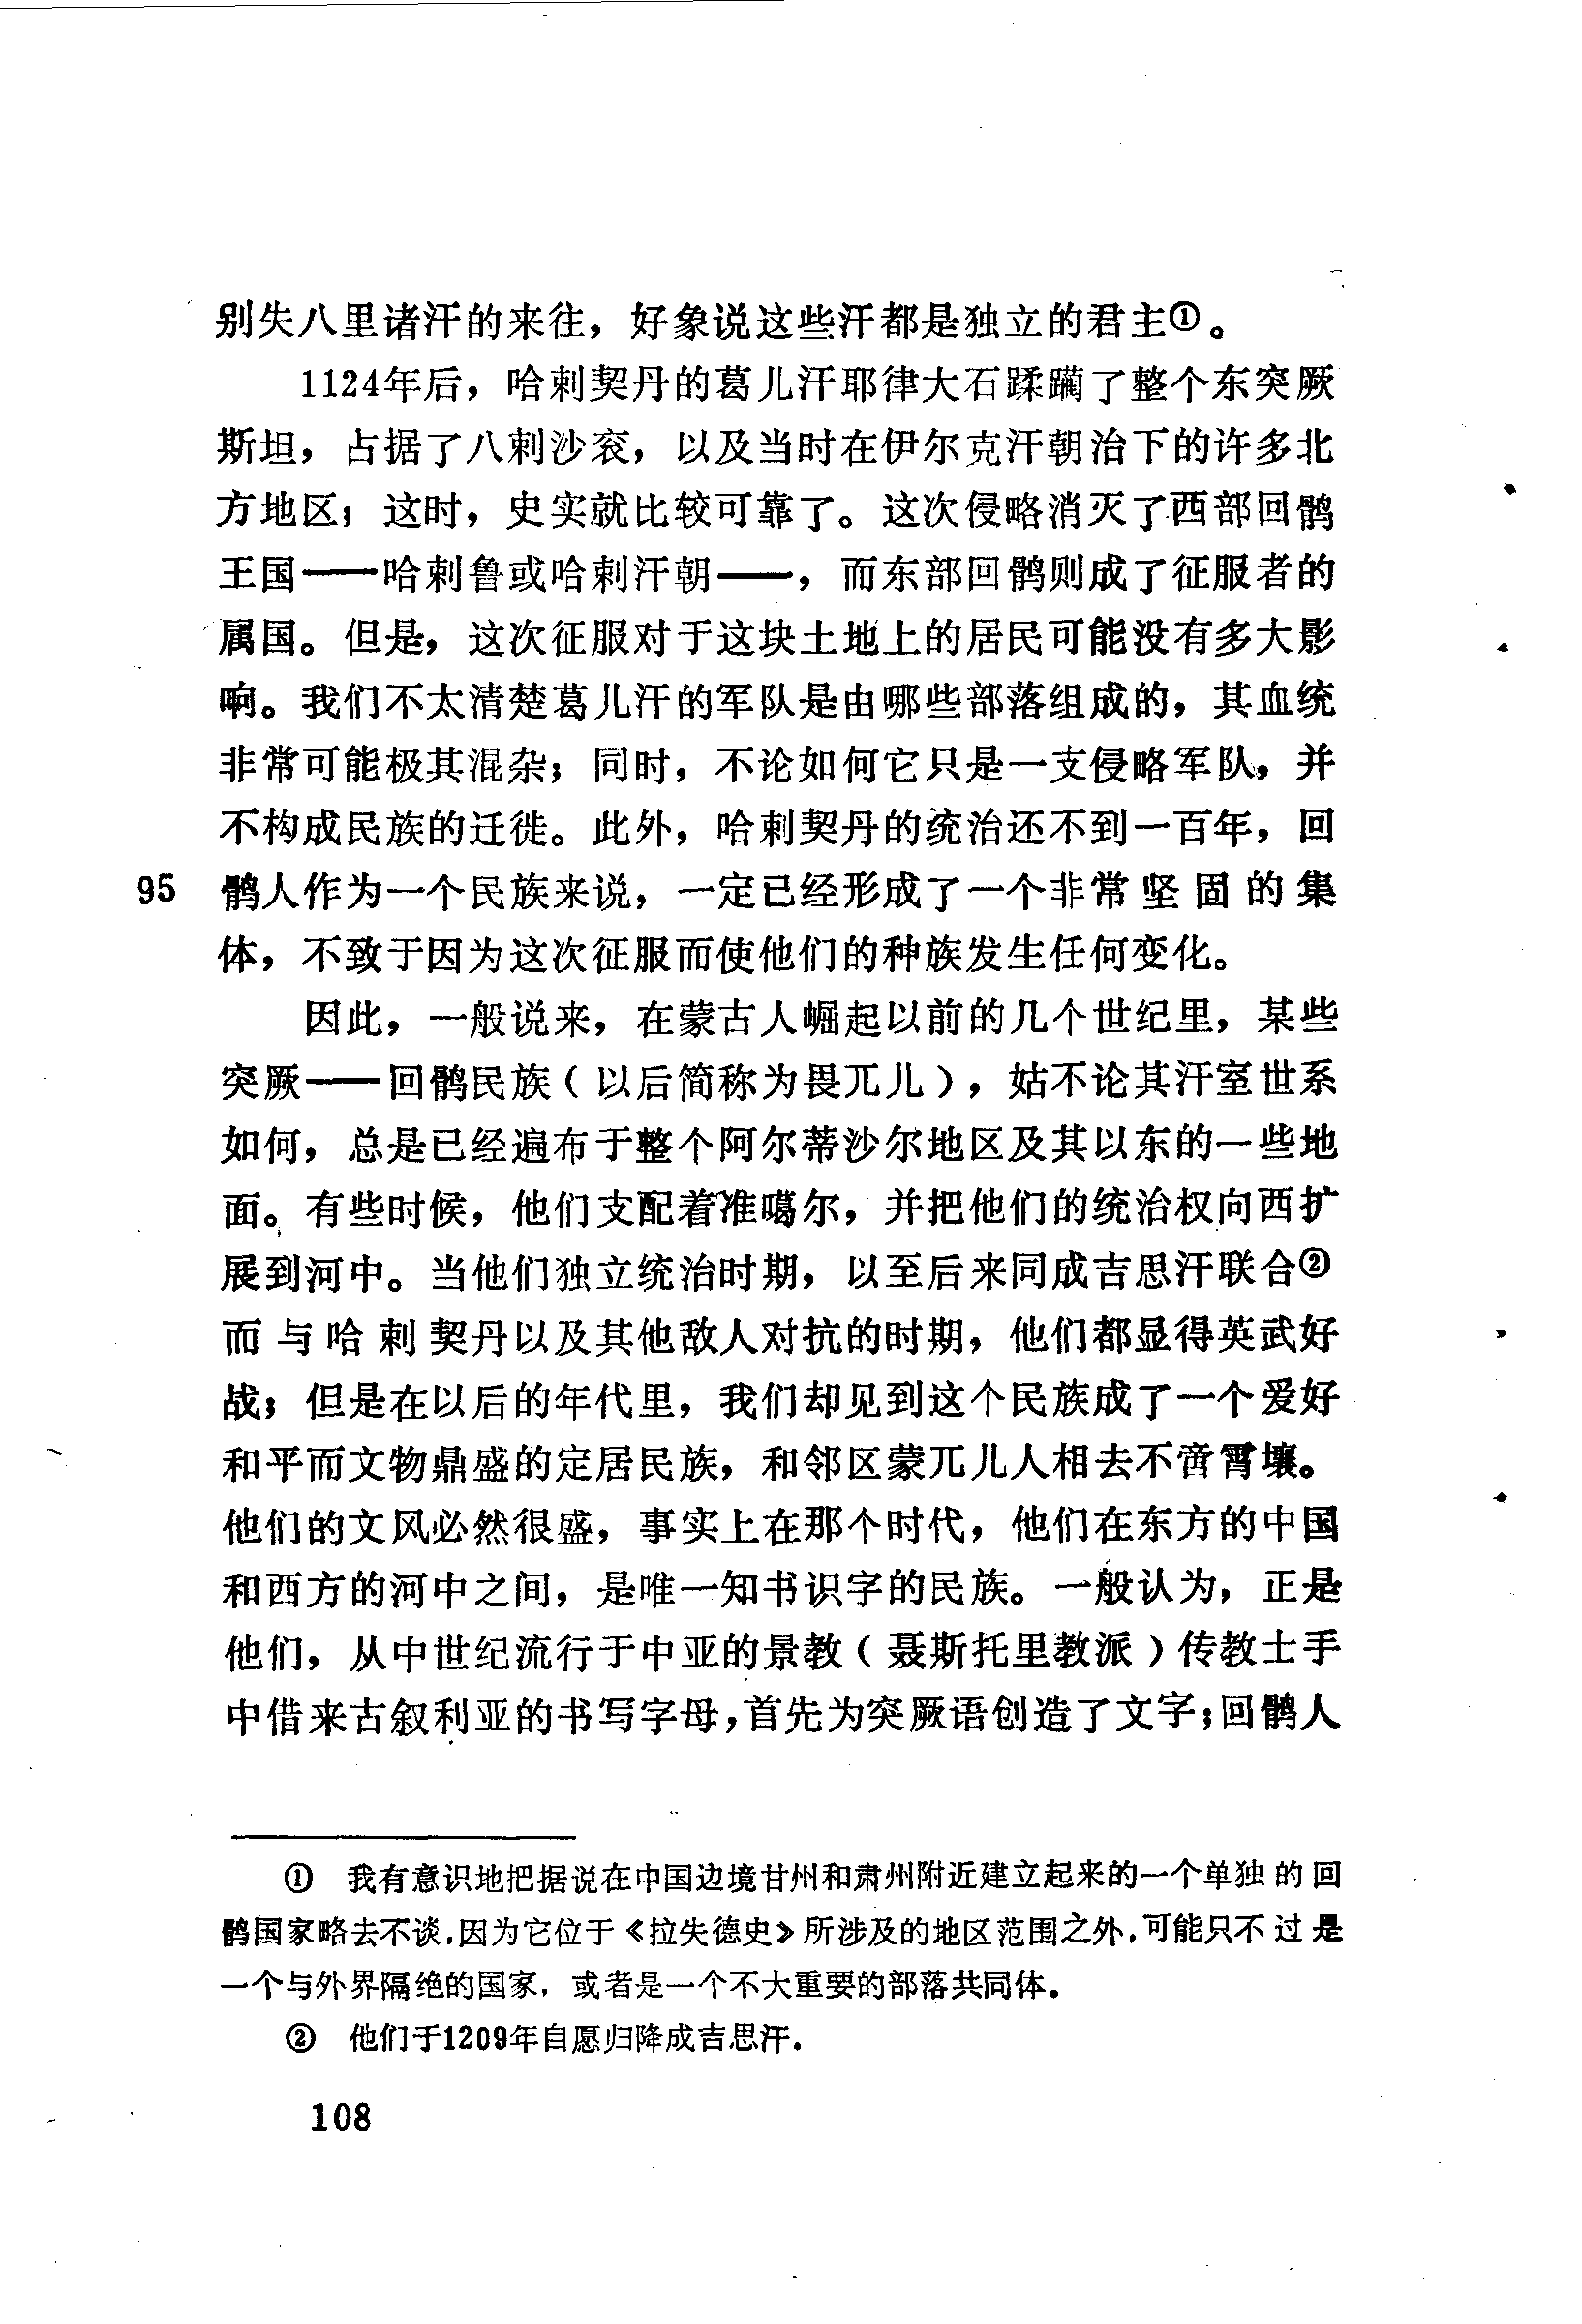 别失八里诸汗的来往，好象说这些汗都是独立的君主①。
1124年后，哈剌契丹的葛儿汗耶律大石蹂躏了整个东突厥
斯坦，占据了八剌沙衮，以及当时在伊尔克汗朝治下的许多北
方地区；这时，史实就比较可靠了。这次侵略消灭了西部回鹘
王国——哈剌鲁或哈剌汗朝——，而东部回鹘则成了征服者的
属国。但是，这次征服对于这块土地上的居民可能没有多大影
响。我们不太清楚葛儿汗的军队是由哪些部落组成的，其血统
非常可能极其混杂；同时，不论如何它只是一支侵略军队，并
不构成民族的迁徙。此外，哈剌契丹的统治还不到一百年，回
95 鹘人作为一个民族来说，一定已经形成了一个非常坚固的集
体，不致于因为这次征服而使他们的种族发生任何变化。
因此，一般说来，在蒙古人崛起以前的几个世纪里，某些
突厥——回鹘民族（以后简称为畏兀儿），姑不论其汗室世系
如何，总是已经遍布于整个阿尔蒂沙尔地区及其以东的一些地
面。有些时候，他们支配着准噶尔，并把他们的统治权向西扩
展到河中。当他们独立统治时期，以至后来同成吉思汗联合②
而与哈剌契丹以及其他敌人对抗的时期，他们都显得英武好
战；但是在以后的年代里，我们却见到这个民族成了一个爱好
和平而文物鼎盛的定居民族，和邻区蒙兀儿人相去不啻霄壤。
他们的文风必然很盛，事实上在那个时代，他们在东方的中国
和西方的河中之间，是唯一知书识字的民族。一般认为，正是
他们，从中世纪流行于中亚的景教（聂斯托里教派）传教士手
中借来古叙利亚的书写字母，首先为突厥语创造了文字；回鹘人
① 我有意识地把据说在中国边境甘州和肃州附近建立起来的一个单独的回
鹘国家略去不谈，因为它位于《拉失德史》所涉及的地区范围之外，可能只不过是
一个与外界隔绝的国家，或者是一个不大重要的部落共同体。
② 他们于1209年自愿归降成吉思汗。
108